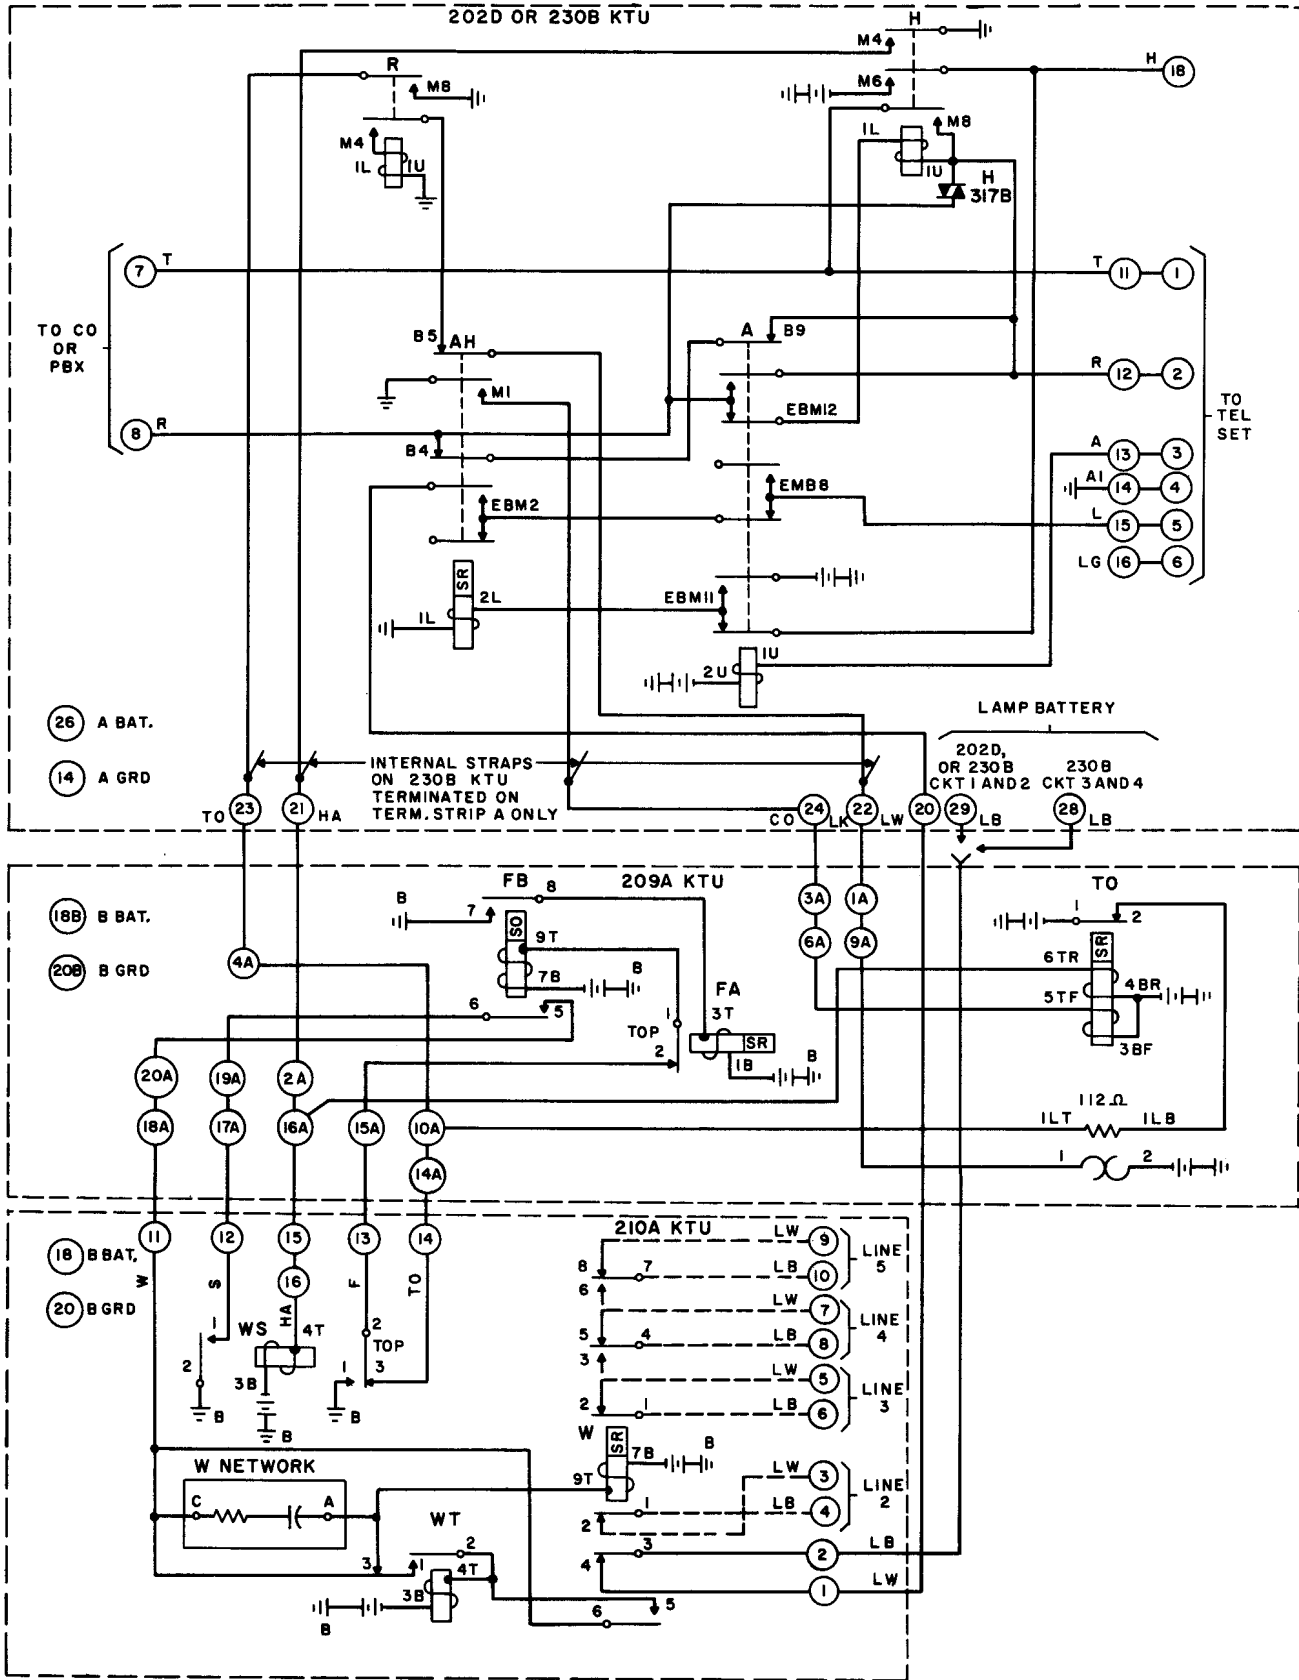 202D OR 230B KTU
H
M4
R
M8
M6
H
18
M4
1L
1U
1L
M8
1U
H
317B
7
T
T
11
1
TO CO
OR
PBX
B5
AH
A
B9
M1
R
12
2
EBM12
8
R
B4
TO
TEL
SET
A
13
3
EMB8
A1
14
4
EBM2
L
15
5
LG
16
6
SR
2L
1L
EBM11
1U
2U
26
A BAT.
14
A GRD
LAMP BATTERY
INTERNAL STRAPS
ON 230B KTU
TERMINATED ON
TERM. STRIP A ONLY
202D,
OR 230B
CKT 1 AND 2
230B
CKT 3 AND 4
TO
23
21
HA
CO
24
LK
22
LW
20
29
LB
28
LB
209A KTU
FB
8
B
7
SO
9T
7B
B
18B
B BAT.
20B
B GRD
4A
3A
1A
6A
9A
TO
1
2
SR
6TR
5TF
4BR
3BF
FA
3T
SR
1B
B
6
5
1
TOP
2
20A
19A
2A
18A
17A
16A
15A
10A
14A
112Ω
1LT
1LB
1
2
210A KTU
18
B BAT.
20
B GRD
11
12
15
13
14
W
S
16
HA
F
TO
1
2
B
WS
4T
3B
B
2
TOP
1
3
B
8
7
LW
9
LB
10
LINE
5
6
LW
7
5
4
LB
8
LINE
4
3
LW
5
2
1
LB
6
LINE
3
W
SR
7B
B
9T
LW
3
1
LB
4
LINE
2
2
3
2
LB
4
1
LW
W NETWORK
C
A
WT
3
1
2
4T
3B
B
6
5